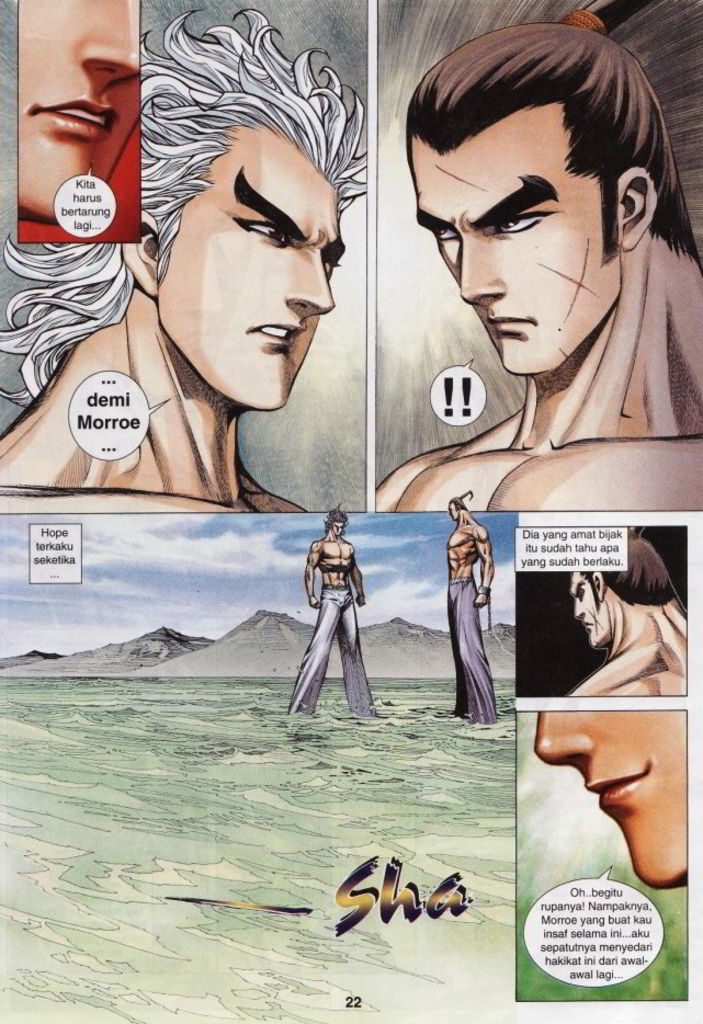 Kita
harus
bertarung
lagi...
...
demi
Morroe
...
!!
Hope
terkaku
seketika
...
Dia yang amat bijak
itu sudah tahu apa
yang sudah berlaku.
Sha
Oh..begitu
rupanya! Nampaknya,
Morroe yang buat kau
insaf selama ini...aku
sepatutnya menyedari
hakikat ini dari awal-
awal lagi...
22